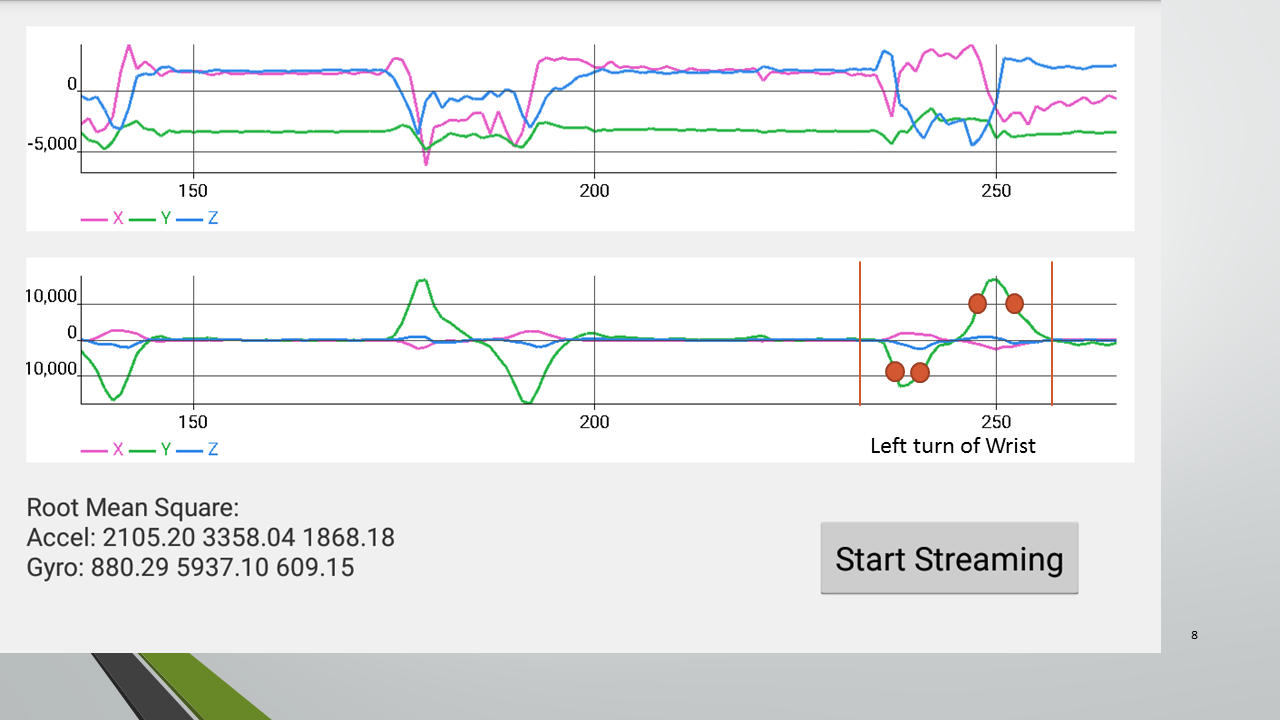 0
-5,000
150 200 250
X Y Z
10,000
0
10,000
150 200 250
Left turn of Wrist
X Y Z
Root Mean Square:
Accel: 2105.20 3358.04 1868.18
Gyro: 880.29 5937.10 609.15
Start Streaming
8